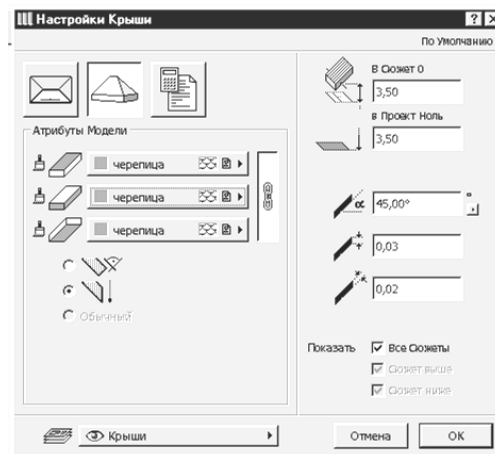 Настройки Крыши
По Умолчанию
Атрибуты Модели
черепица
черепица
черепица
Обычный
В Сюжет 0
3,50
в Проект Ноль
3,50
α 45,00° °
0,03
0,02
Показать Все Сюжеты
Сюжет выше
Сюжет ниже
Крыши
Отмена OK